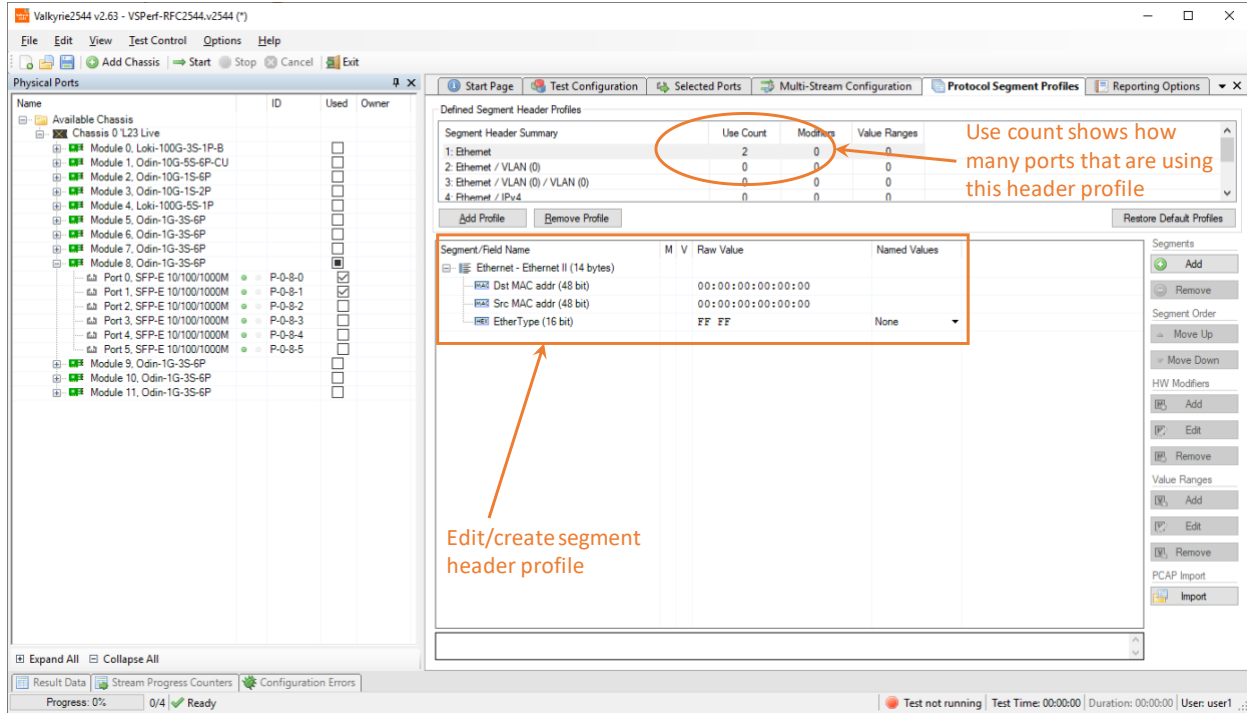 Valkyrie2544 v2.63 - VSPerf-RFC2544.v2544 (*)
File Edit View Test Control Options Help
Add Chassis Start Stop Cancel Exit
Physical Ports
Name ID Used Owner
Available Chassis
Chassis 0 'L23 Live
Module 0, Loki-100G-3S-1P-B
Module 1, Odin-10G-5S-6P-CU
Module 2, Odin-10G-1S-6P
Module 3, Odin-10G-1S-2P
Module 4, Loki-100G-5S-1P
Module 5, Odin-1G-3S-6P
Module 6, Odin-1G-3S-6P
Module 7, Odin-1G-3S-6P
Module 8, Odin-1G-3S-6P
Port 0, SFP-E 10/100/1000M P-0-8-0
Port 1, SFP-E 10/100/1000M P-0-8-1
Port 2, SFP-E 10/100/1000M P-0-8-2
Port 3, SFP-E 10/100/1000M P-0-8-3
Port 4, SFP-E 10/100/1000M P-0-8-4
Port 5, SFP-E 10/100/1000M P-0-8-5
Module 9, Odin-1G-3S-6P
Module 10, Odin-1G-3S-6P
Module 11, Odin-1G-3S-6P
Expand All Collapse All
Start Page Test Configuration Selected Ports Multi-Stream Configuration Protocol Segment Profiles Reporting Options
Defined Segment Header Profiles
Segment Header Summary Use Count Modifiers Value Ranges
1: Ethernet 2 0 0
2: Ethernet / VLAN (0) 0 0 0
3: Ethernet / VLAN (0) / VLAN (0) 0 0 0
4: Ethernet / IPv4 0 0 0
Use count shows how
many ports that are using
this header profile
Add Profile Remove Profile Restore Default Profiles
Segment/Field Name M V Raw Value Named Values
Ethernet - Ethernet II (14 bytes)
MAC Dst MAC addr (48 bit) 00:00:00:00:00:00
MAC Src MAC addr (48 bit) 00:00:00:00:00:00
HEX EtherType (16 bit) FF FF None
Edit/create segment
header profile
Segments
Add
Remove
Segment Order
Move Up
Move Down
HW Modifiers
Add
Edit
Remove
Value Ranges
Add
Edit
Remove
PCAP Import
Import
Result Data Stream Progress Counters Configuration Errors
Progress: 0% 0/4 Ready Test not running Test Time: 00:00:00 Duration: 00:00:00 User: user1